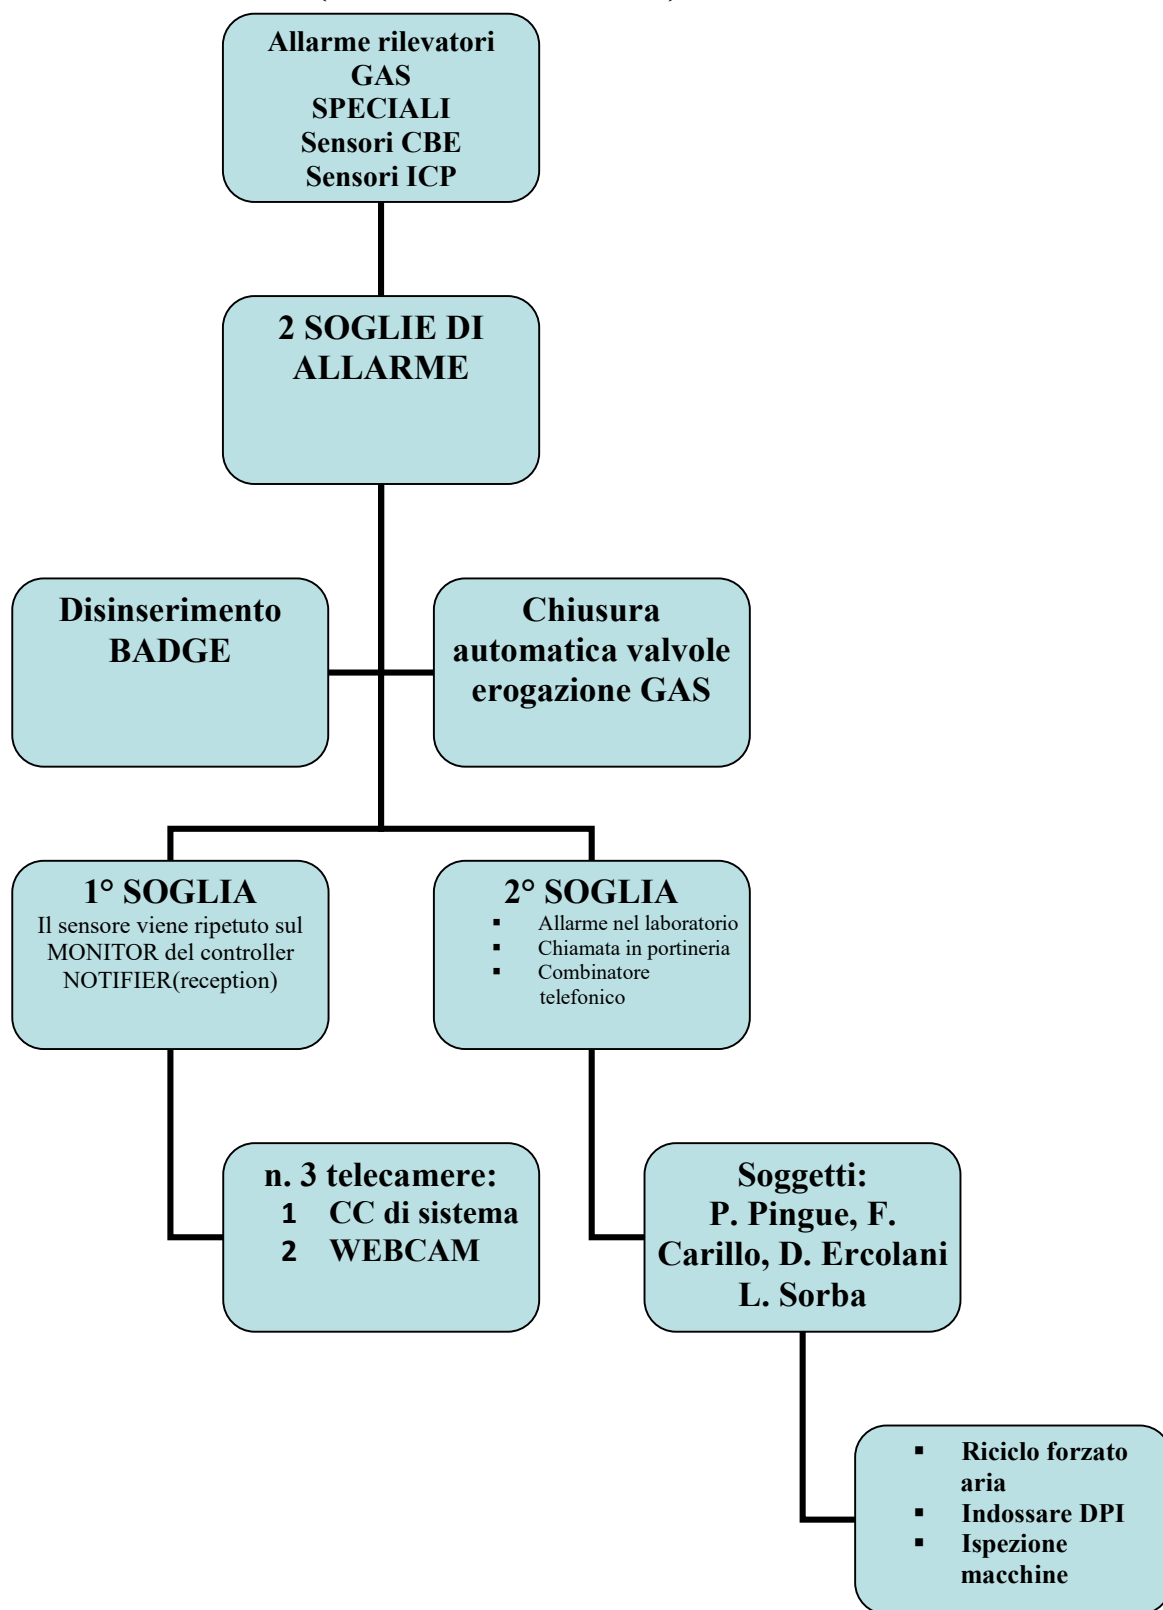 Allarme rilevatori
GAS
SPECIALI
Sensori CBE
Sensori ICP
2 SOGLIE DI
ALLARME
Disinserimento
BADGE
Chiusura
automatica valvole
erogazione GAS
1° SOGLIA
Il sensore viene ripetuto sul
MONITOR del controller
NOTIFIER(reception)
2° SOGLIA
▪ Allarme nel laboratorio
▪ Chiamata in portineria
▪ Combinatore
telefonico
n. 3 telecamere:
1 CC di sistema
2 WEBCAM
Soggetti:
P. Pingue, F.
Carillo, D. Ercolani
L. Sorba
▪ Riciclo forzato
aria
▪ Indossare DPI
▪ Ispezione
macchine